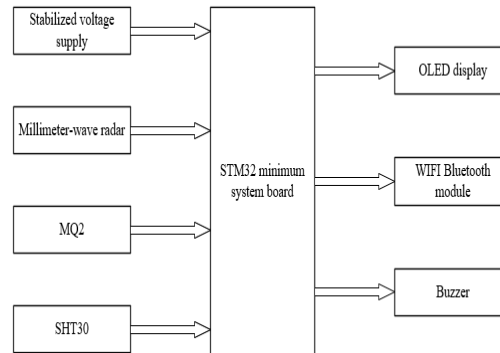 Stabilized voltage
supply
Millimeter-wave radar
MQ2
SHT30
STM32 minimum
system board
OLED display
WIFI Bluetooth
module
Buzzer